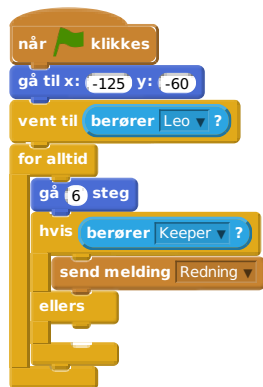 når klikkes
gå til x: -125 y: -60
vent til berører Leo ?
for alltid
gå 6 steg
hvis berører Keeper ?
send melding Redning
ellers